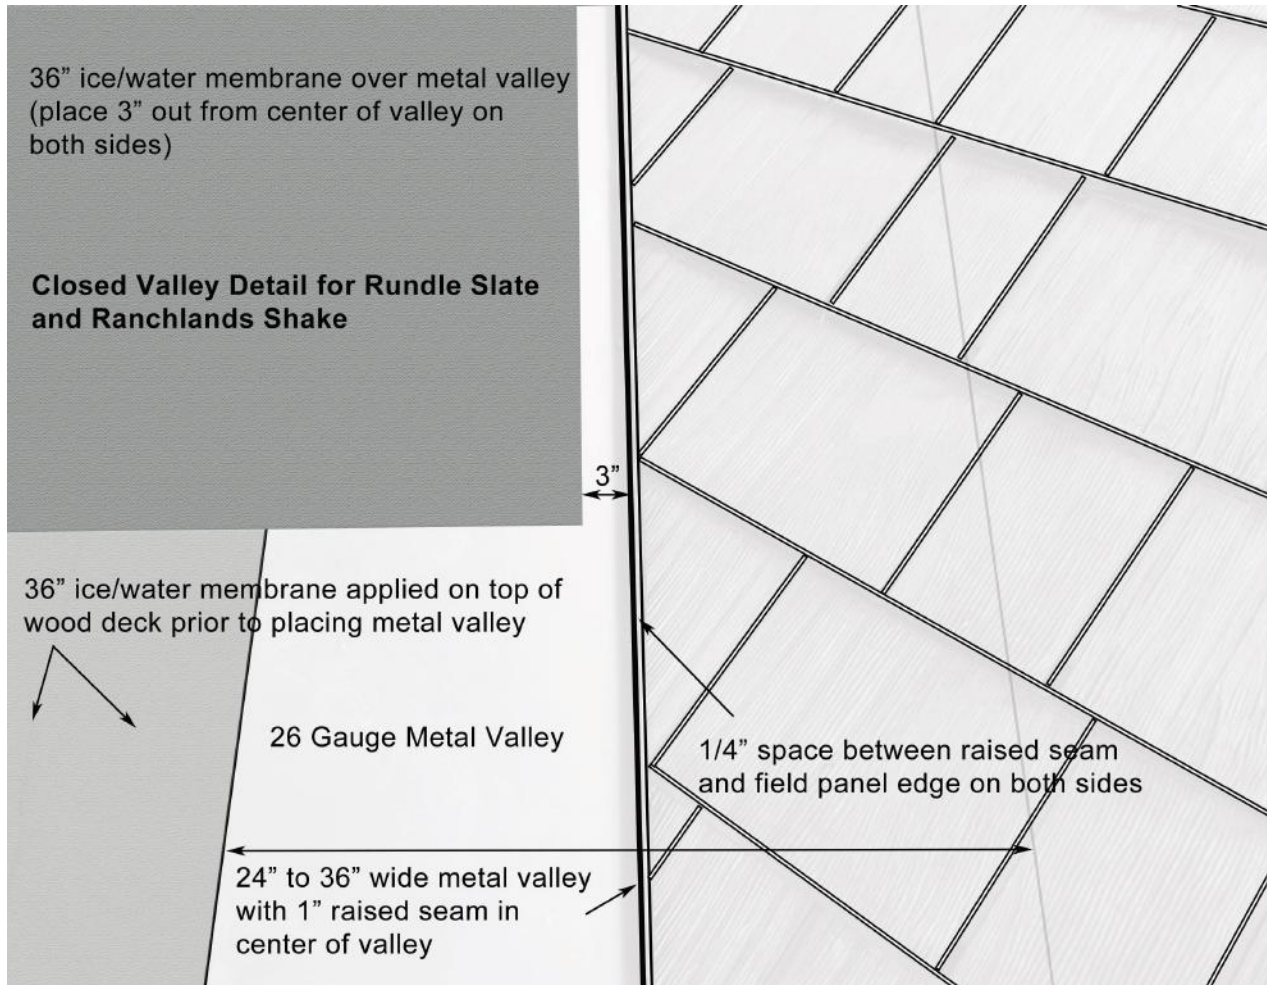 36” ice/water membrane over metal valley
(place 3” out from center of valley on
both sides)
Closed Valley Detail for Rundle Slate
and Ranchlands Shake
3”
36” ice/water membrane applied on top of
wood deck prior to placing metal valley
26 Gauge Metal Valley
1/4” space between raised seam
and field panel edge on both sides
24” to 36” wide metal valley
with 1” raised seam in
center of valley